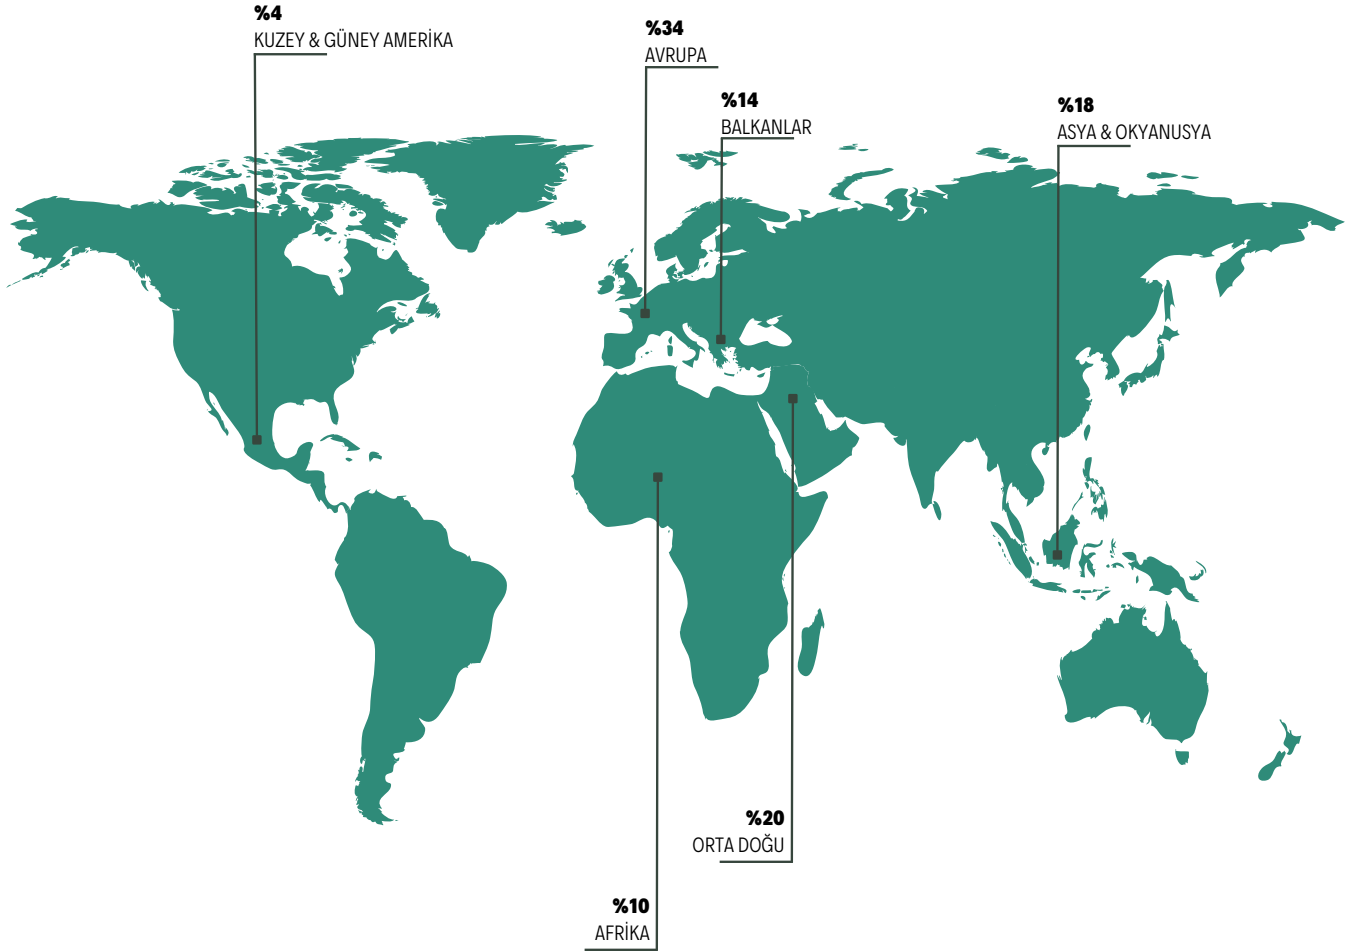 %4
KUZEY & GÜNEY AMERİKA
%34
AVRUPA
%14
BALKANLAR
%18
ASYA & OKYANUSYA
%20
ORTA DOĞU
%10
AFRİKA